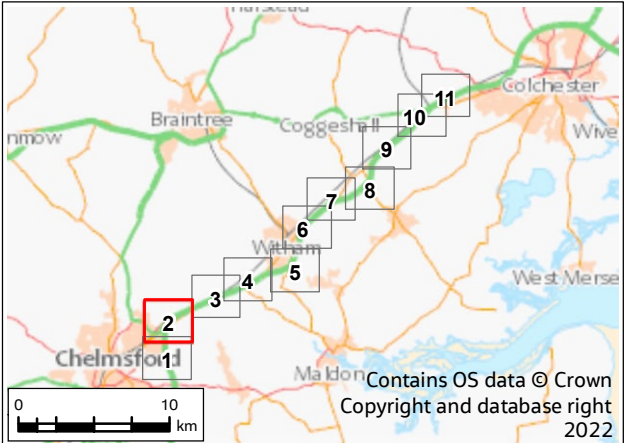 Halstead
11
Colchester
10
Braintree
Coggeshall
nmow
Wive
9
8
7
6
Witham
5
4
West Merse
3
2
Chelmsford
1
Maldon
Contains OS data © Crown
Copyright and database right
2022
0 10
km